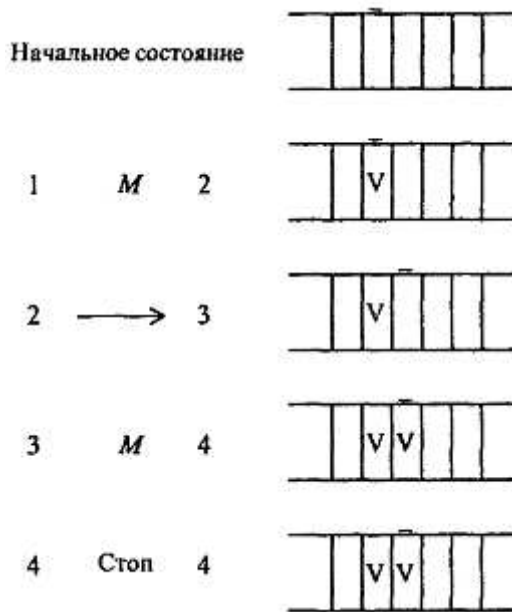 Начальное состояние
1 M 2
V
2 → 3
V
3 M 4
V V
4 Стоп 4
V V